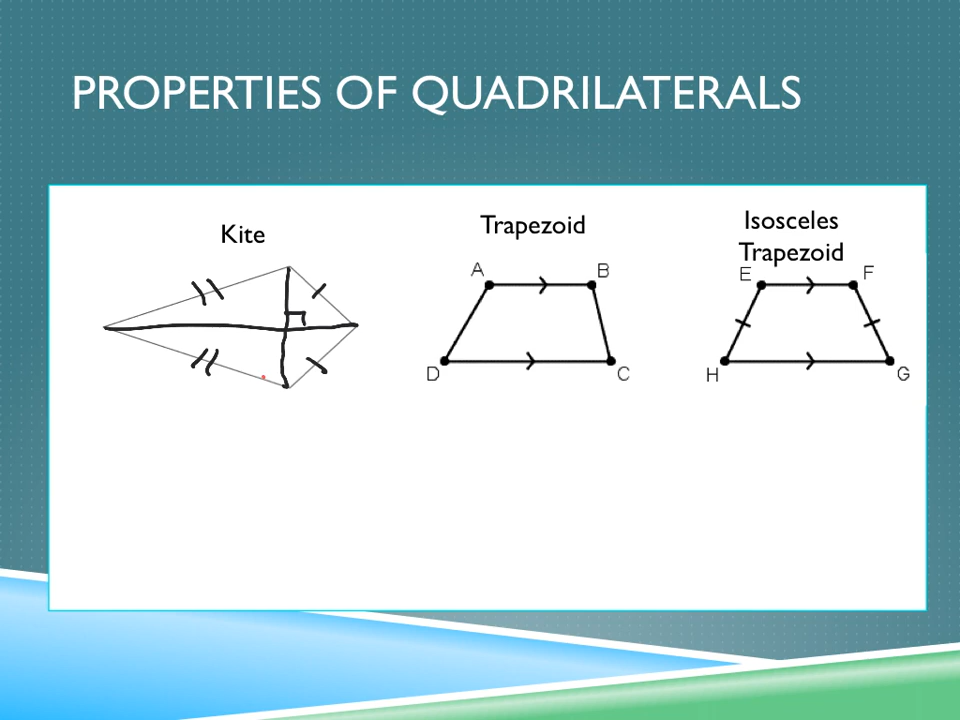 PROPERTIES OF QUADRILATERALS
Kite
Trapezoid
Isosceles
Trapezoid
A
B
D
C
E
F
H
G